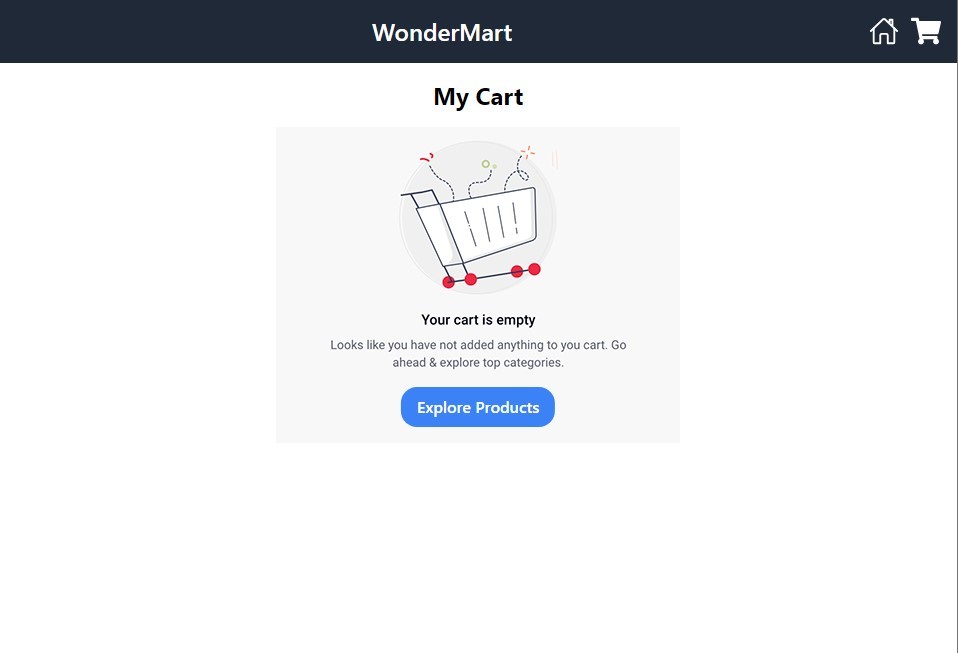 WonderMart
My Cart
Your cart is empty
Looks like you have not added anything to you cart. Go
ahead & explore top categories.
Explore Products